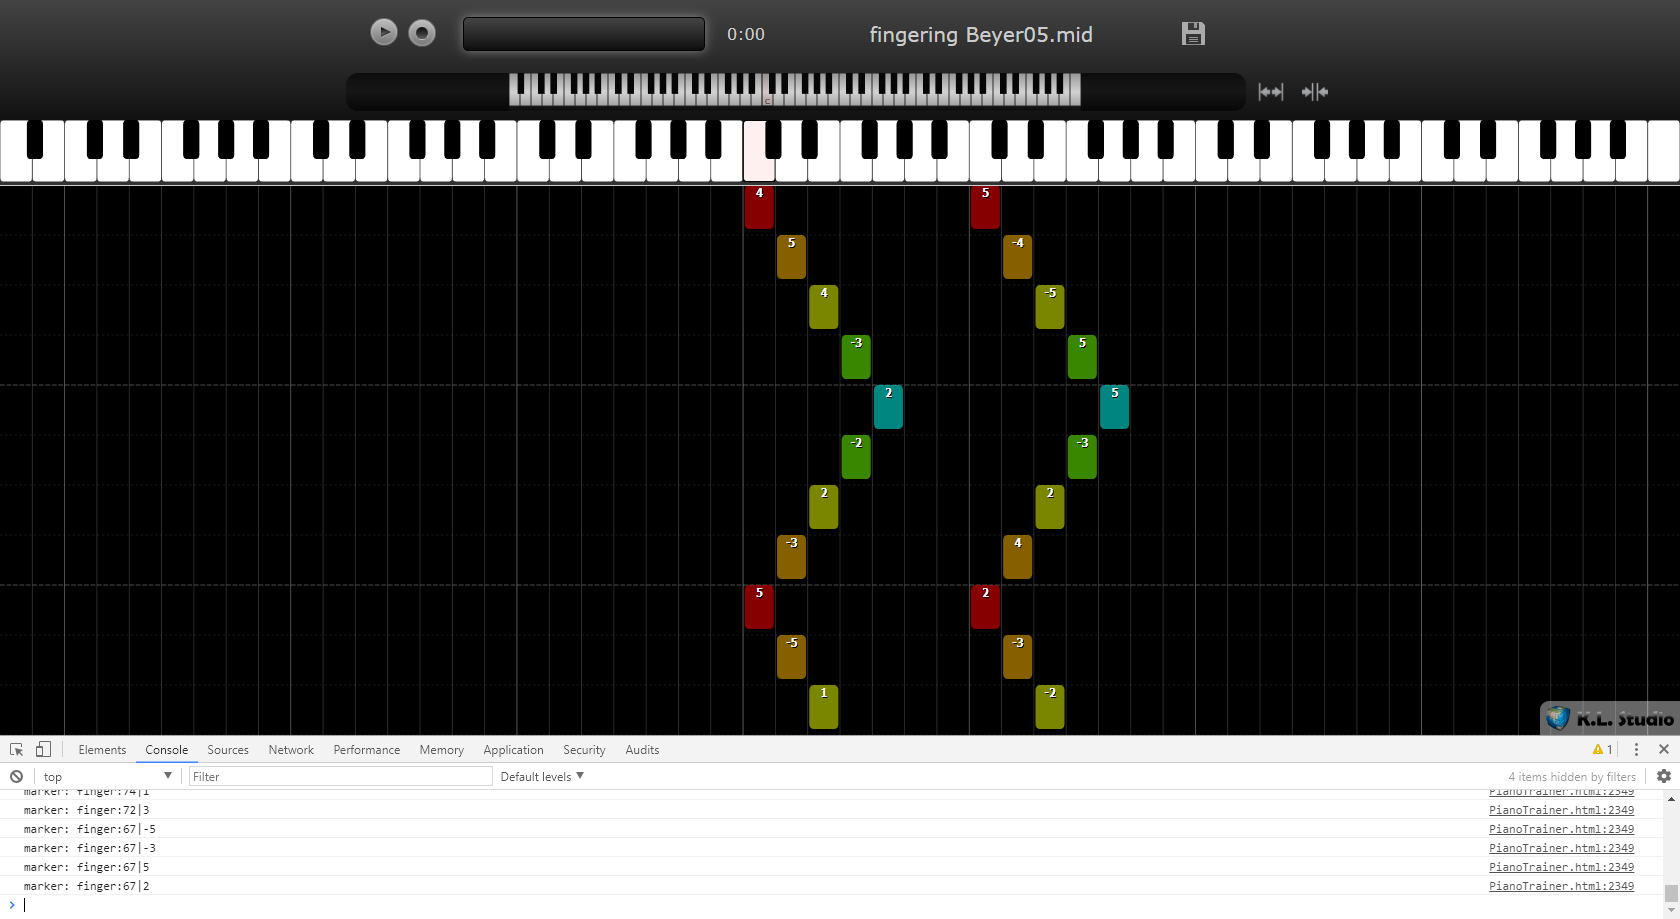 0:00 fingering Beyer05.mid
C
4 5
5 -4
4 -5
-3 5
2 5
-2 -3
2 2
-3 4
5 2
-5 -3
1 -2
K.L. Studio
Elements Console Sources Network Performance Memory Application Security Audits 1
top Filter Default levels 4 items hidden by filters
marker: finger:74|1 PianoTrainer.html:2349
marker: finger:72|3 PianoTrainer.html:2349
marker: finger:67|-5 PianoTrainer.html:2349
marker: finger:67|-3 PianoTrainer.html:2349
marker: finger:67|5 PianoTrainer.html:2349
marker: finger:67|2 PianoTrainer.html:2349